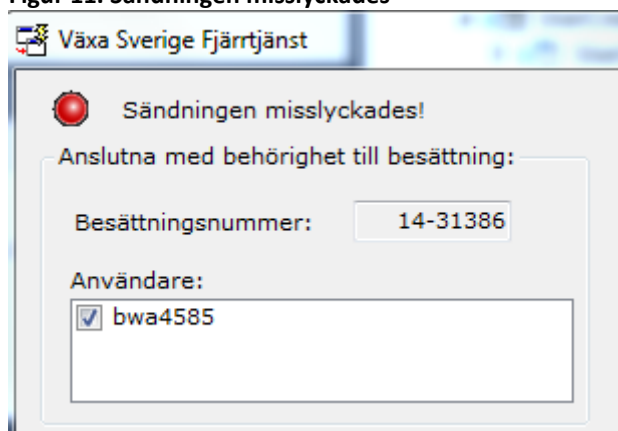 Figur 11. Sändningen misslyckades
Växa Sverige Fjärrtjänst
Sändningen misslyckades!
Anslutna med behörighet till besättning:
Besättningsnummer: 14-31386
Användare:
bwa4585